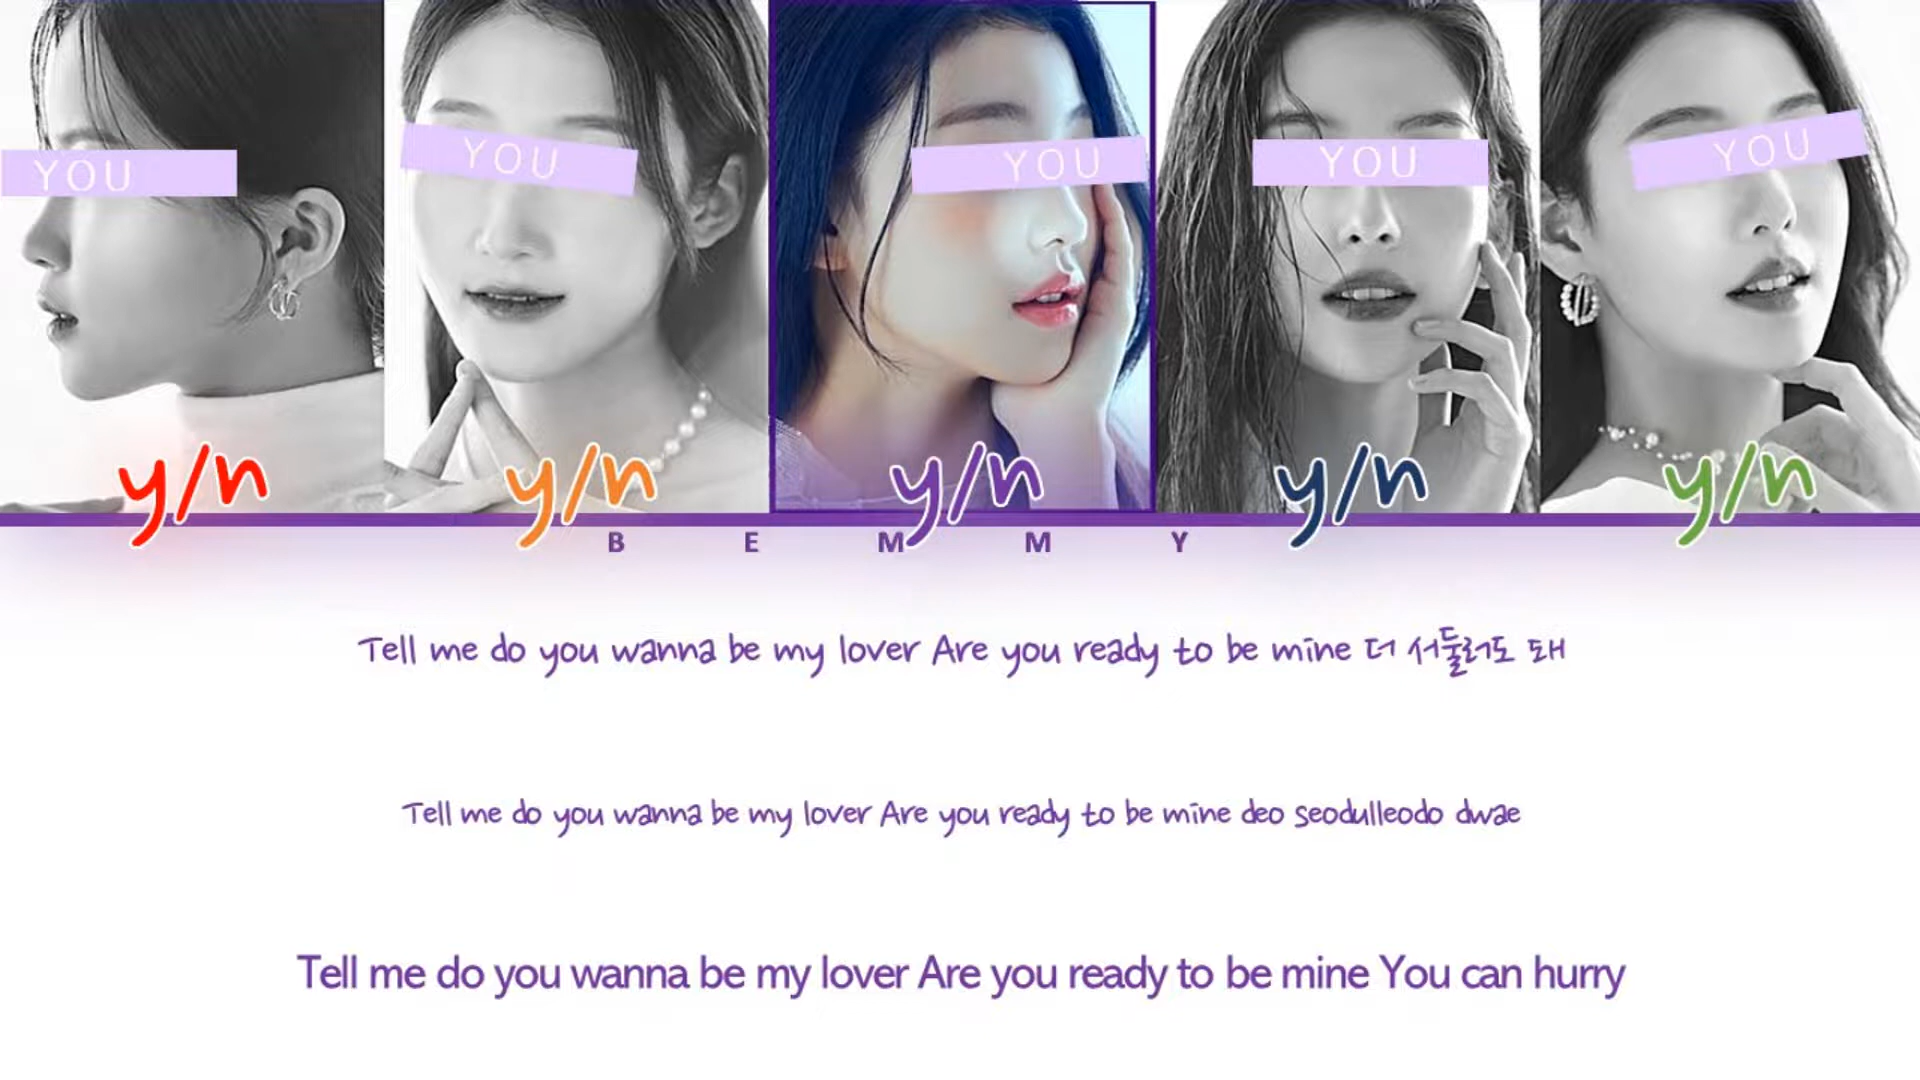 YOU
YOU
YOU
YOU
YOU
y/n
y/n
y/n
y/n
y/n
B E M M Y
Tell me do you wanna be my lover Are you ready to be mine 더 서둘러도 돼
Tell me do you wanna be my lover Are you ready to be mine deo seodulleodo dwae
Tell me do you wanna be my lover Are you ready to be mine You can hurry